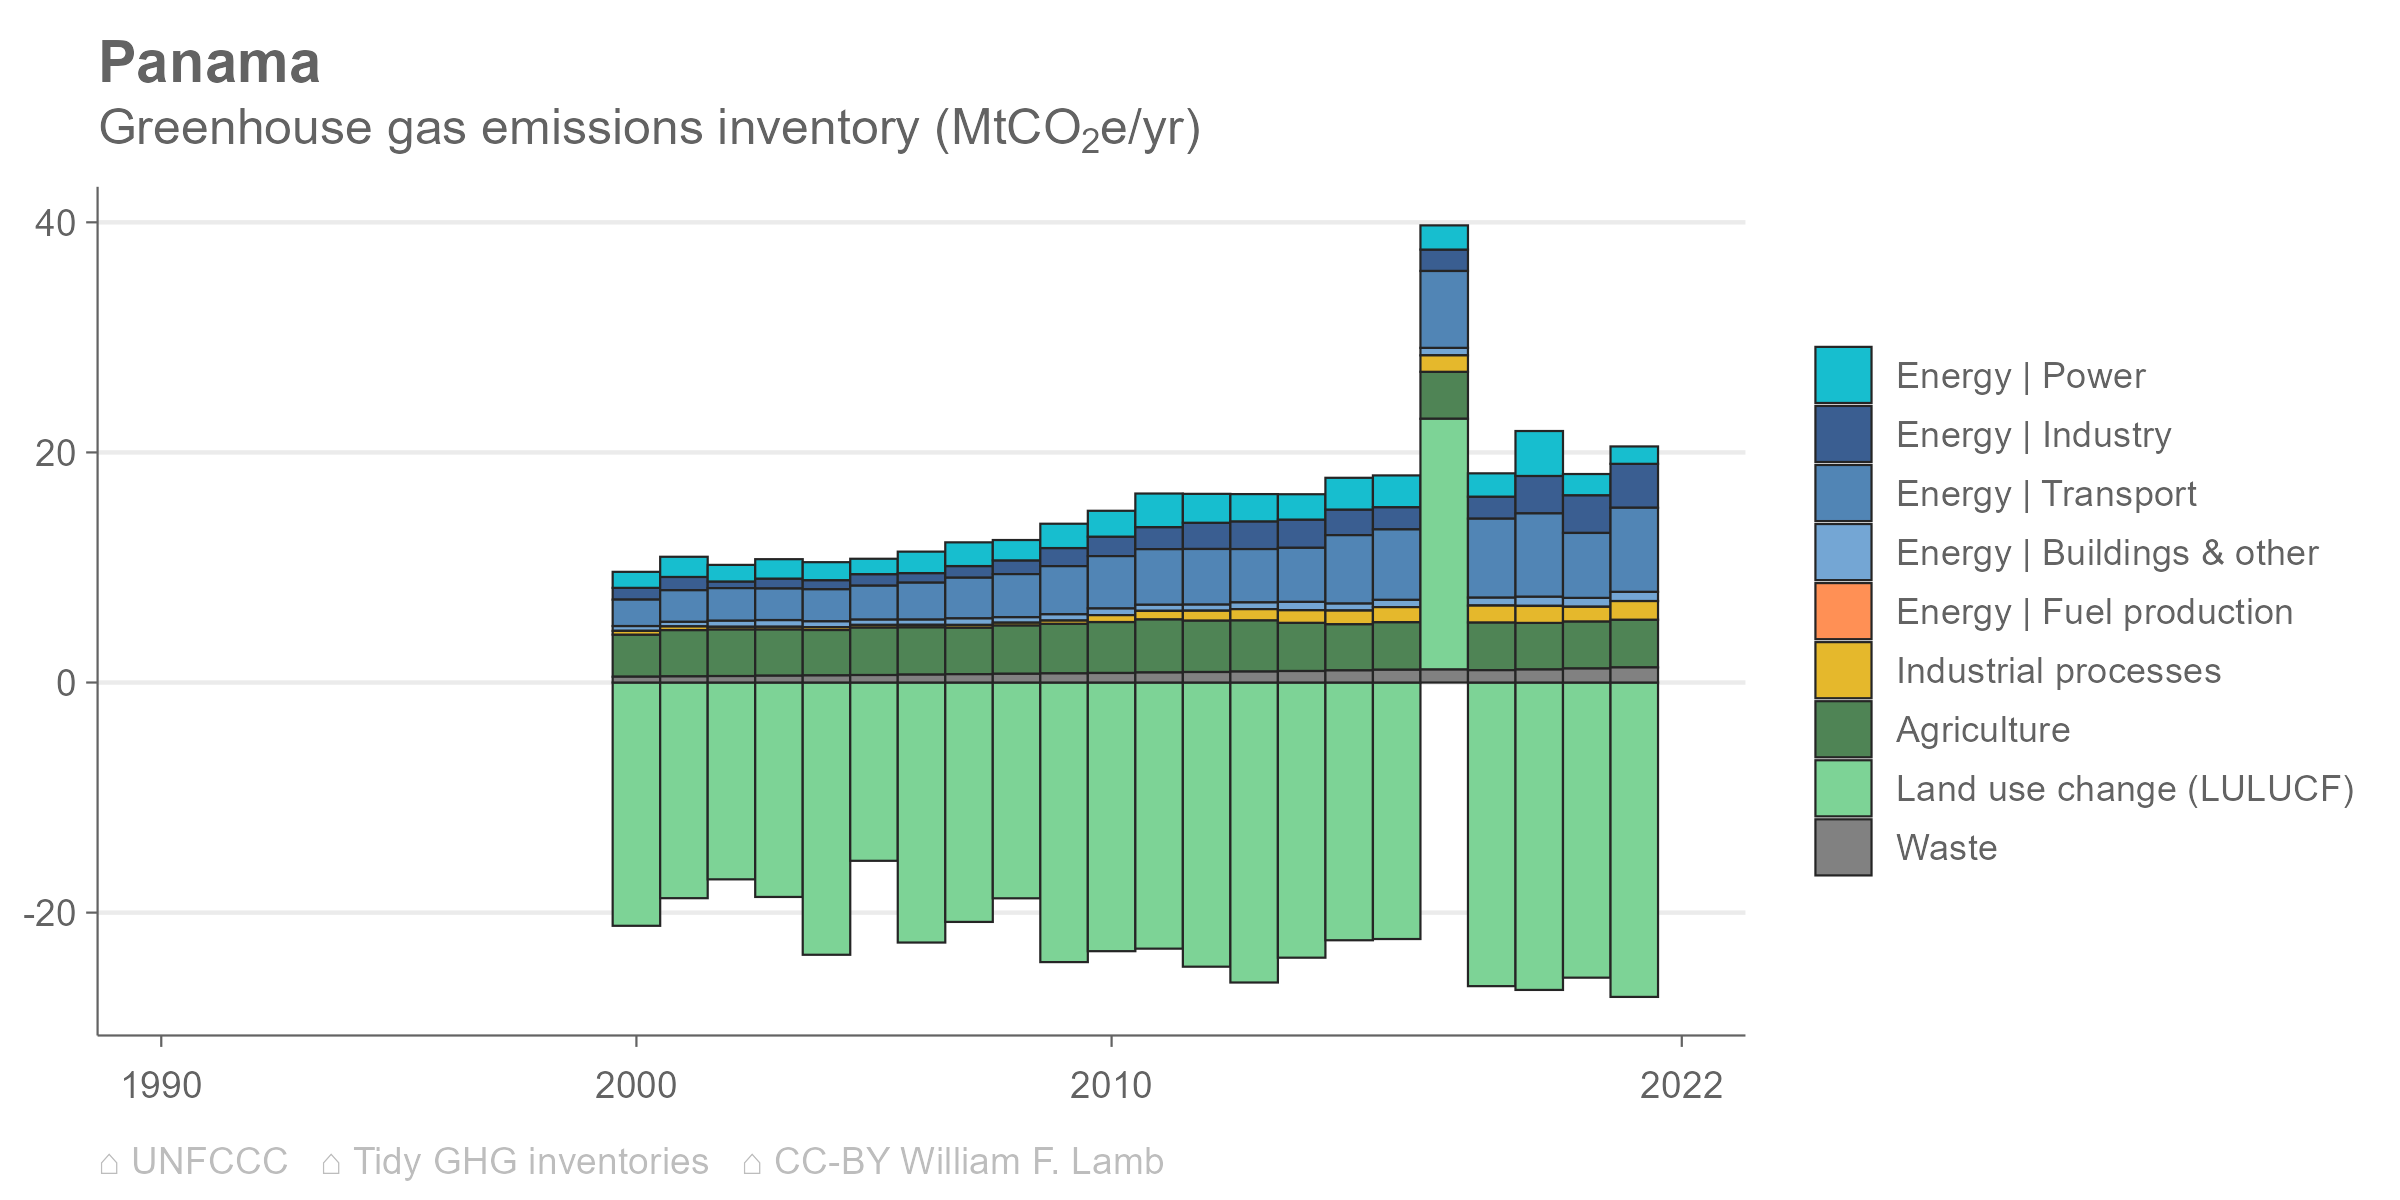 Panama
Greenhouse gas emissions inventory (MtCO₂e/yr)
40
20
0
-20
1990 2000 2010 2022
Energy | Power
Energy | Industry
Energy | Transport
Energy | Buildings & other
Energy | Fuel production
Industrial processes
Agriculture
Land use change (LULUCF)
Waste
⌂ UNFCCC ⌂ Tidy GHG inventories ⌂ CC-BY William F. Lamb